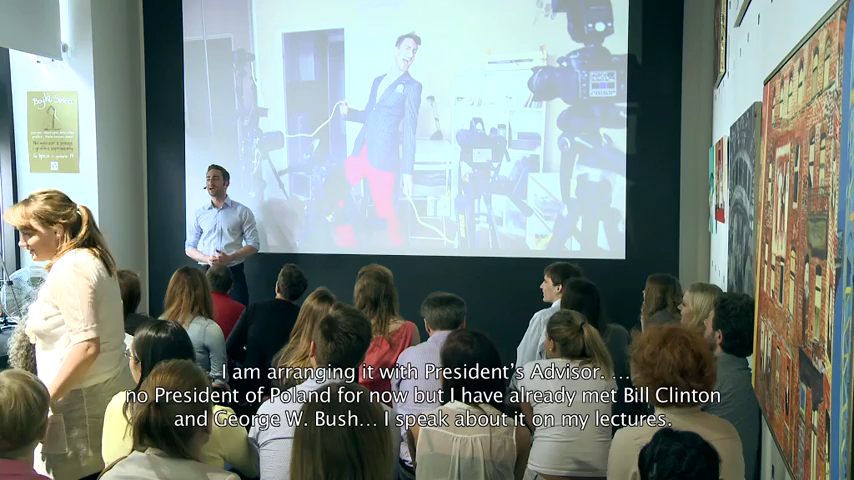 I am arranging it with President's Advisor. ...
no President of Poland for now but I have already met Bill Clinton
and George W. Bush... I speak about it on my lectures.